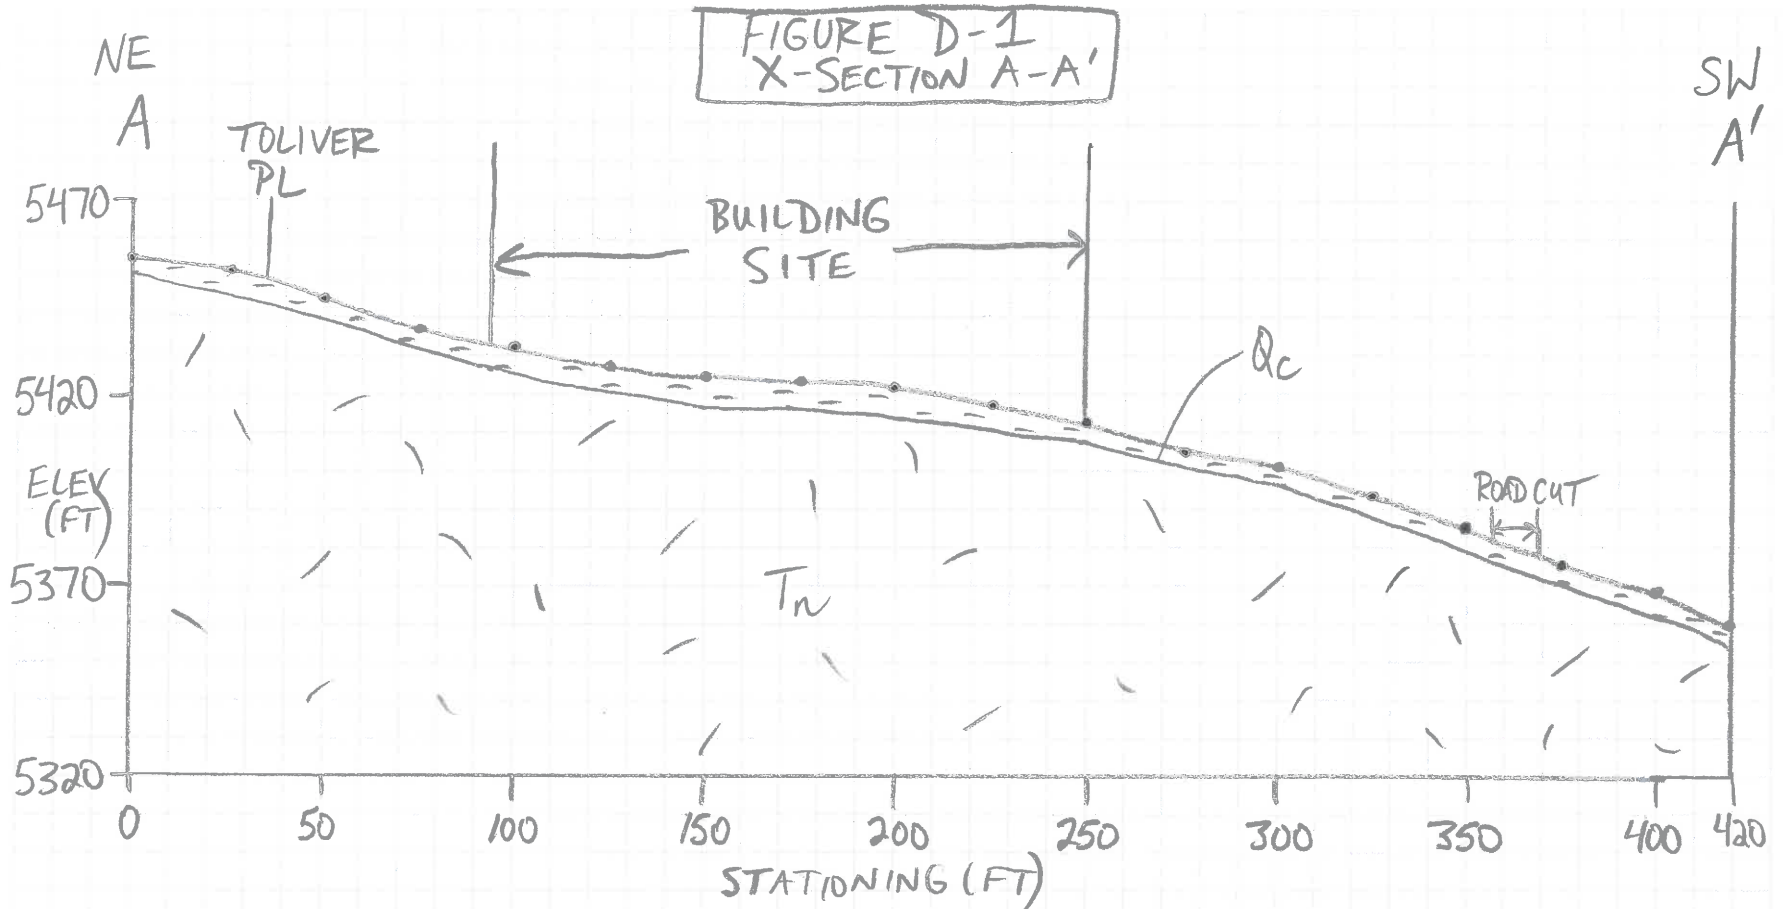 FIGURE D-1
X-SECTION A-A'
NE
A
SW
A'
TOLIVER
PL
BUILDING
SITE
5470
5420
ELEV
(FT)
5370
5320
Qc
ROAD CUT
Tn
0 50 100 150 200 250 300 350 400 420
STATIONING (FT)